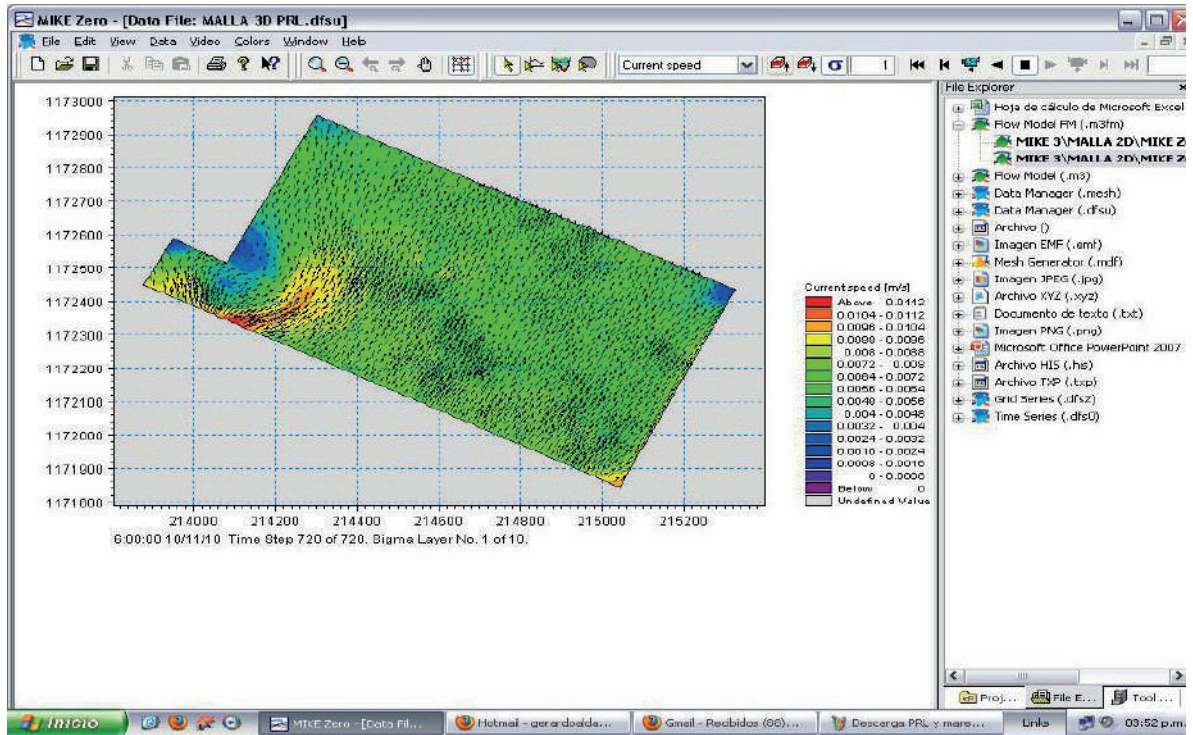 MIKE Zero - [Data File: MALLA 3D PRL.dfsu]
File Edit View Data Video Colors Window Help
Current speed 1
1173000
1172900
1172800
1172700
1172600
1172500
1172400
1172300
1172200
1172100
1172000
1171900
1171800
1171000
214000 214200 214400 214600 214800 215000 215200
6:00:00 10/11/10 Time Step 720 of 720. Sigma Layer No. 1 of 10.
Current speed [m/s]
Above 0.0112
0.0104 - 0.0112
0.0096 - 0.0104
0.0088 - 0.0096
0.008 - 0.0088
0.0072 - 0.008
0.0064 - 0.0072
0.0056 - 0.0064
0.0048 - 0.0056
0.004 - 0.0048
0.0032 - 0.004
0.0024 - 0.0032
0.0016 - 0.0024
0.0008 - 0.0016
0 - 0.0008
Below 0
Undefined Value
File Explorer
Hoja de cálculo de Microsoft Excel
Flow Model FM (.m3fm)
MIKE 3\MALLA 2D\MIKE Z
MIKE 3\MALLA 2D\MIKE Z
Flow Model (.m3)
Data Manager (.mesh)
Data Manager (.dfsu)
Archivo ()
Imagen EMF (.emf)
Mesh Generator (.mdf)
Imagen JPEG (.jpg)
Archivo XYZ (.xyz)
Documento de texto (.txt)
Imagen PNG (.png)
Microsoft Office PowerPoint 2007
Archivo HIS (.his)
Archivo TXP (.txp)
Grid Series (.dfs2)
Time Series (.dfs0)
Proj... File E... Tool...
Inicio MIKE Zero - [Data Fil... Hotmail - gerardoalda... Gmail - Recibidos (86)... Descarga PRL y mare... Links 03:52 p.m.